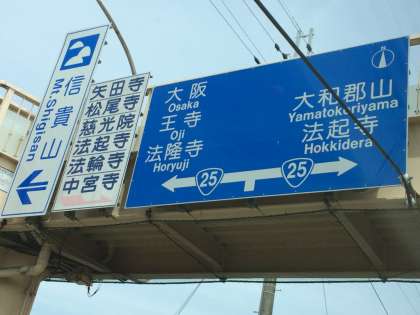 信貴山
Mt.Shigisan
矢田寺
松尾寺
慈光院
法起寺
法輪寺
中宮寺
大阪
Osaka
王寺
Oji
法隆寺
Horyuji
大和郡山
Yamatokoriyama
法起寺
Hokkidera
25
25